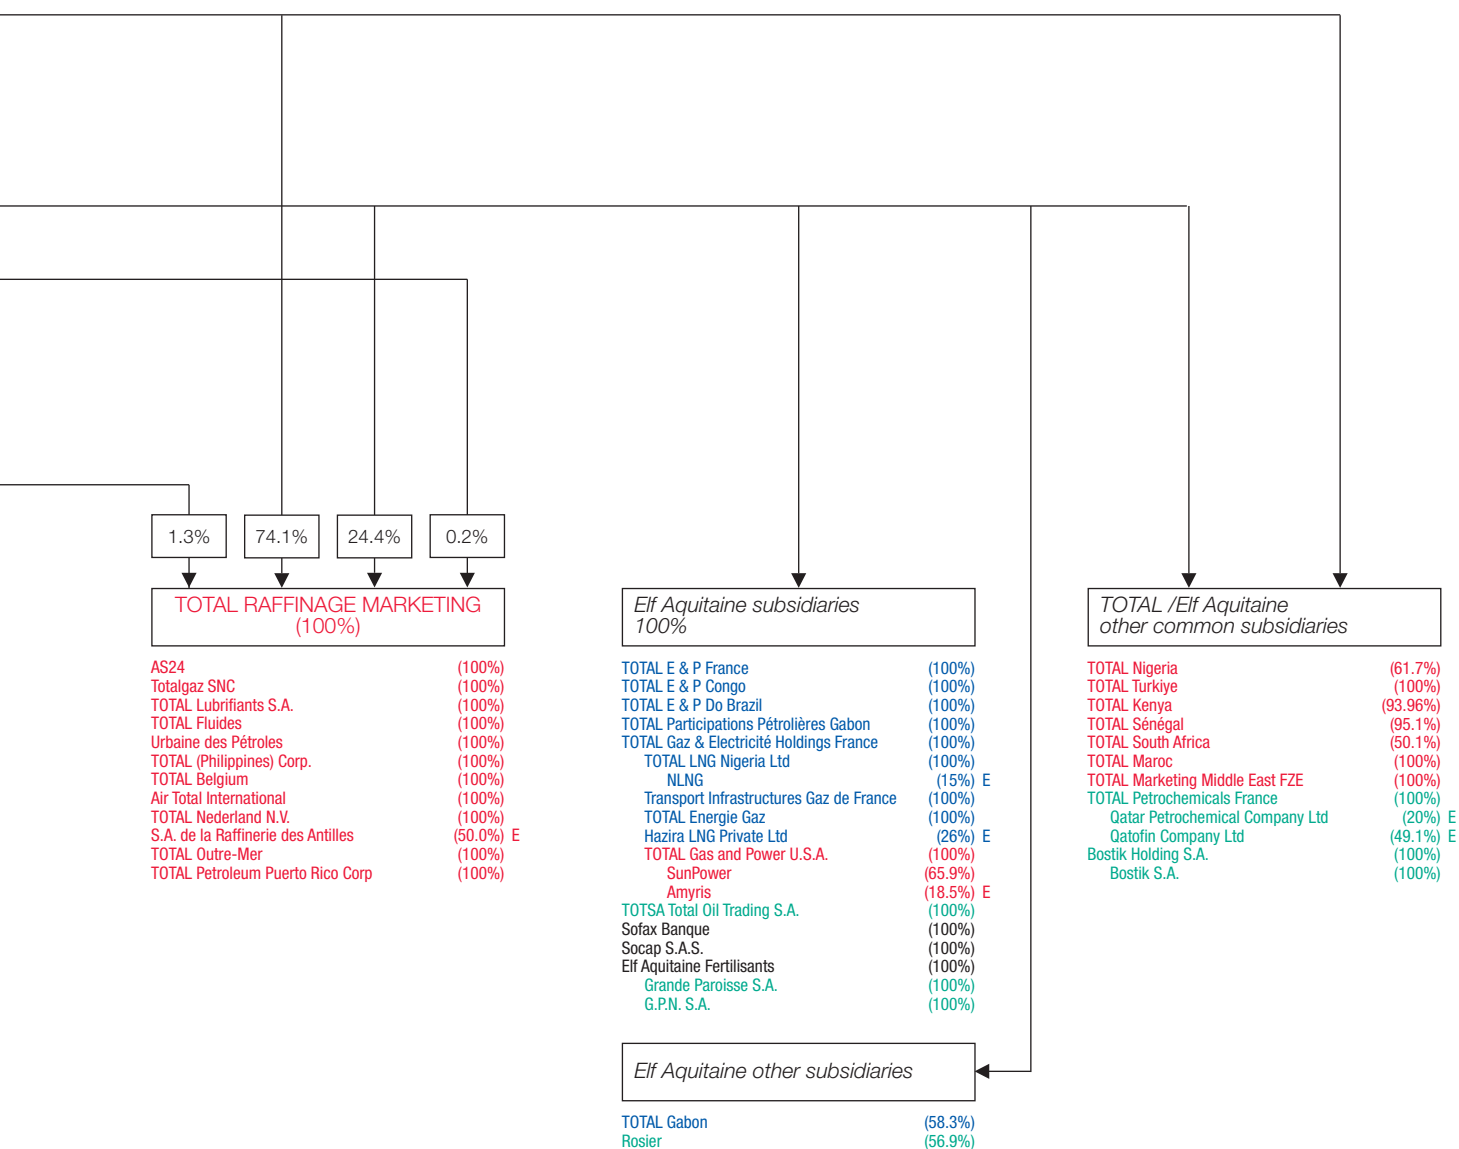 1.3% 74.1% 24.4% 0.2%
TOTAL RAFFINAGE MARKETING
(100%)
AS24 (100%)
Totalgaz SNC (100%)
TOTAL Lubrifiants S.A. (100%)
TOTAL Fluides (100%)
Urbaine des Pétroles (100%)
TOTAL (Philippines) Corp. (100%)
TOTAL Belgium (100%)
Air Total International (100%)
TOTAL Nederland N.V. (100%)
S.A. de la Raffinerie des Antilles (50.0%) E
TOTAL Outre-Mer (100%)
TOTAL Petroleum Puerto Rico Corp (100%)
Elf Aquitaine subsidiaries
100%
TOTAL E & P France (100%)
TOTAL E & P Congo (100%)
TOTAL E & P Do Brazil (100%)
TOTAL Participations Pétrolières Gabon (100%)
TOTAL Gaz & Electricité Holdings France (100%)
TOTAL LNG Nigeria Ltd (100%)
NLNG (15%) E
Transport Infrastructures Gaz de France (100%)
TOTAL Energie Gaz (100%)
Hazira LNG Private Ltd (26%) E
TOTAL Gas and Power U.S.A. (100%)
SunPower (65.9%)
Amyris (18.5%) E
TOTSA Total Oil Trading S.A. (100%)
Sofax Banque (100%)
Socap S.A.S. (100%)
Elf Aquitaine Fertilisants (100%)
Grande Paroisse S.A. (100%)
G.P.N. S.A. (100%)
Elf Aquitaine other subsidiaries
TOTAL Gabon (58.3%)
Rosier (56.9%)
TOTAL /Elf Aquitaine
other common subsidiaries
TOTAL Nigeria (61.7%)
TOTAL Turkiye (100%)
TOTAL Kenya (93.96%)
TOTAL Sénégal (95.1%)
TOTAL South Africa (50.1%)
TOTAL Maroc (100%)
TOTAL Marketing Middle East FZE (100%)
TOTAL Petrochemicals France (100%)
Qatar Petrochemical Company Ltd (20%) E
Qatofin Company Ltd (49.1%) E
Bostik Holding S.A. (100%)
Bostik S.A. (100%)